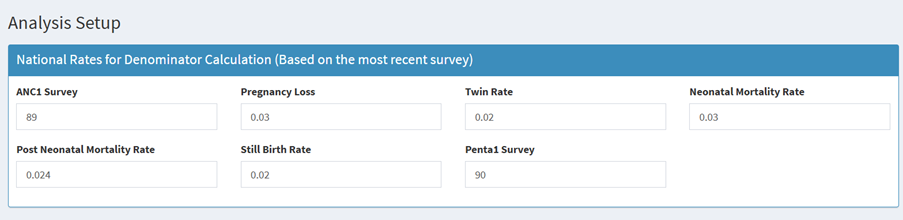 Analysis Setup
National Rates for Denominator Calculation (Based on the most recent survey)
ANC1 Survey Pregnancy Loss Twin Rate Neonatal Mortality Rate
89 0.03 0.02 0.03
Post Neonatal Mortality Rate Still Birth Rate Penta1 Survey
0.024 0.02 90